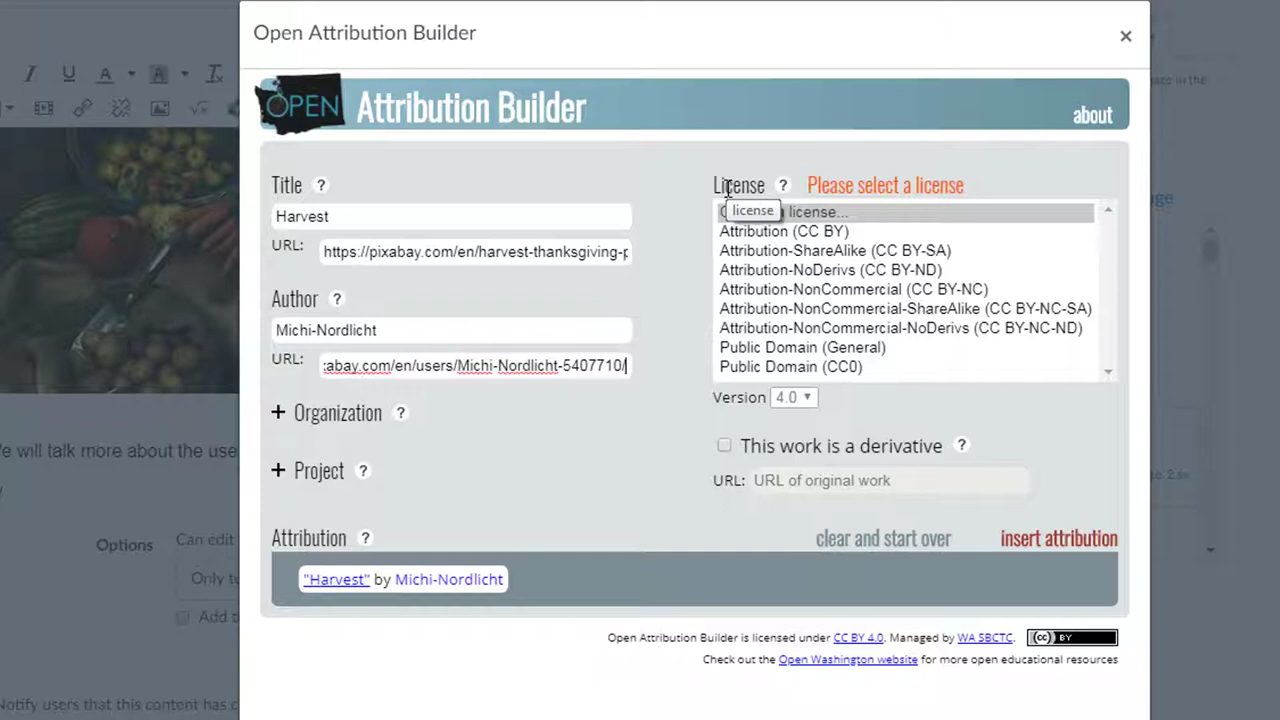 Open Attribution Builder
×
OPEN Attribution Builder
about
Title ?
Harvest
URL: https://pixabay.com/en/harvest-thanksgiving-p
Author ?
Michi-Nordlicht
URL: :abay.com/en/users/Michi-Nordlicht-5407710/
+ Organization ?
+ Project ?
License ? Please select a license
license
license...
Attribution (CC BY)
Attribution-ShareAlike (CC BY-SA)
Attribution-NoDerivs (CC BY-ND)
Attribution-NonCommercial (CC BY-NC)
Attribution-NonCommercial-ShareAlike (CC BY-NC-SA)
Attribution-NonCommercial-NoDerivs (CC BY-NC-ND)
Public Domain (General)
Public Domain (CC0)
Version 4.0
This work is a derivative ?
URL: URL of original work
Attribution ?
clear and start over
insert attribution
"Harvest" by Michi-Nordlicht
Open Attribution Builder is licensed under CC BY 4.0. Managed by WA SBCTC.
(cc) BY
Check out the Open Washington website for more open educational resources
We will talk more about the use
Options
Can edit
Only te
Add t
Notify users that this content has c
ace in the